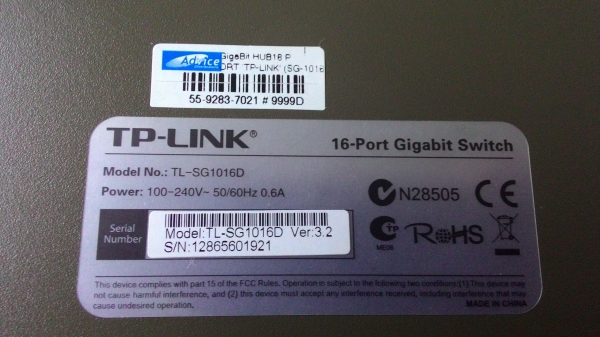 Advice
GigaBit HUB16 P
ORT 'TP-LINK' (SG-1016
55-9283-7021 # 9999D
TP-LINK®
16-Port Gigabit Switch
Model No.: TL-SG1016D
Power: 100-240V~ 50/60Hz 0.6A
N28505 CE
Serial
Number
Model:TL-SG1016D Ver:3.2
S/N:12865601921
ME06
RoHS
This device complies with part 15 of the FCC Rules. Operation is subject to the following two conditions:(1) This device may
not cause harmful interference, and (2) this device must accept any interference received, including interference that may
cause undesired operation.
MADE IN CHINA